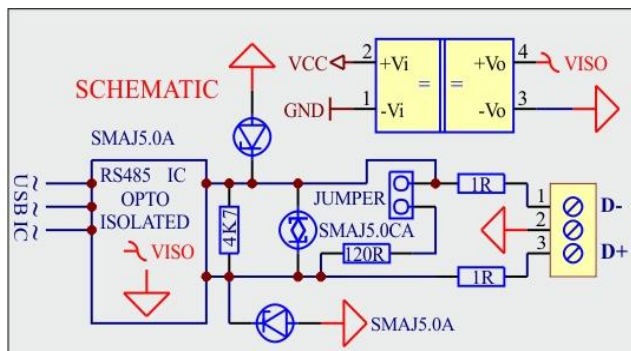 SCHEMATIC
VCC
2
+Vi
=
=
+Vo
4
VISO
GND
1
-Vi
-Vo
3
SMAJ5.0A
USB IC
~
~
~
RS485 IC
OPTO
ISOLATED
VISO
4K7
JUMPER
SMAJ5.0CA
120R
1R
1
D-
2
3
D+
1R
SMAJ5.0A